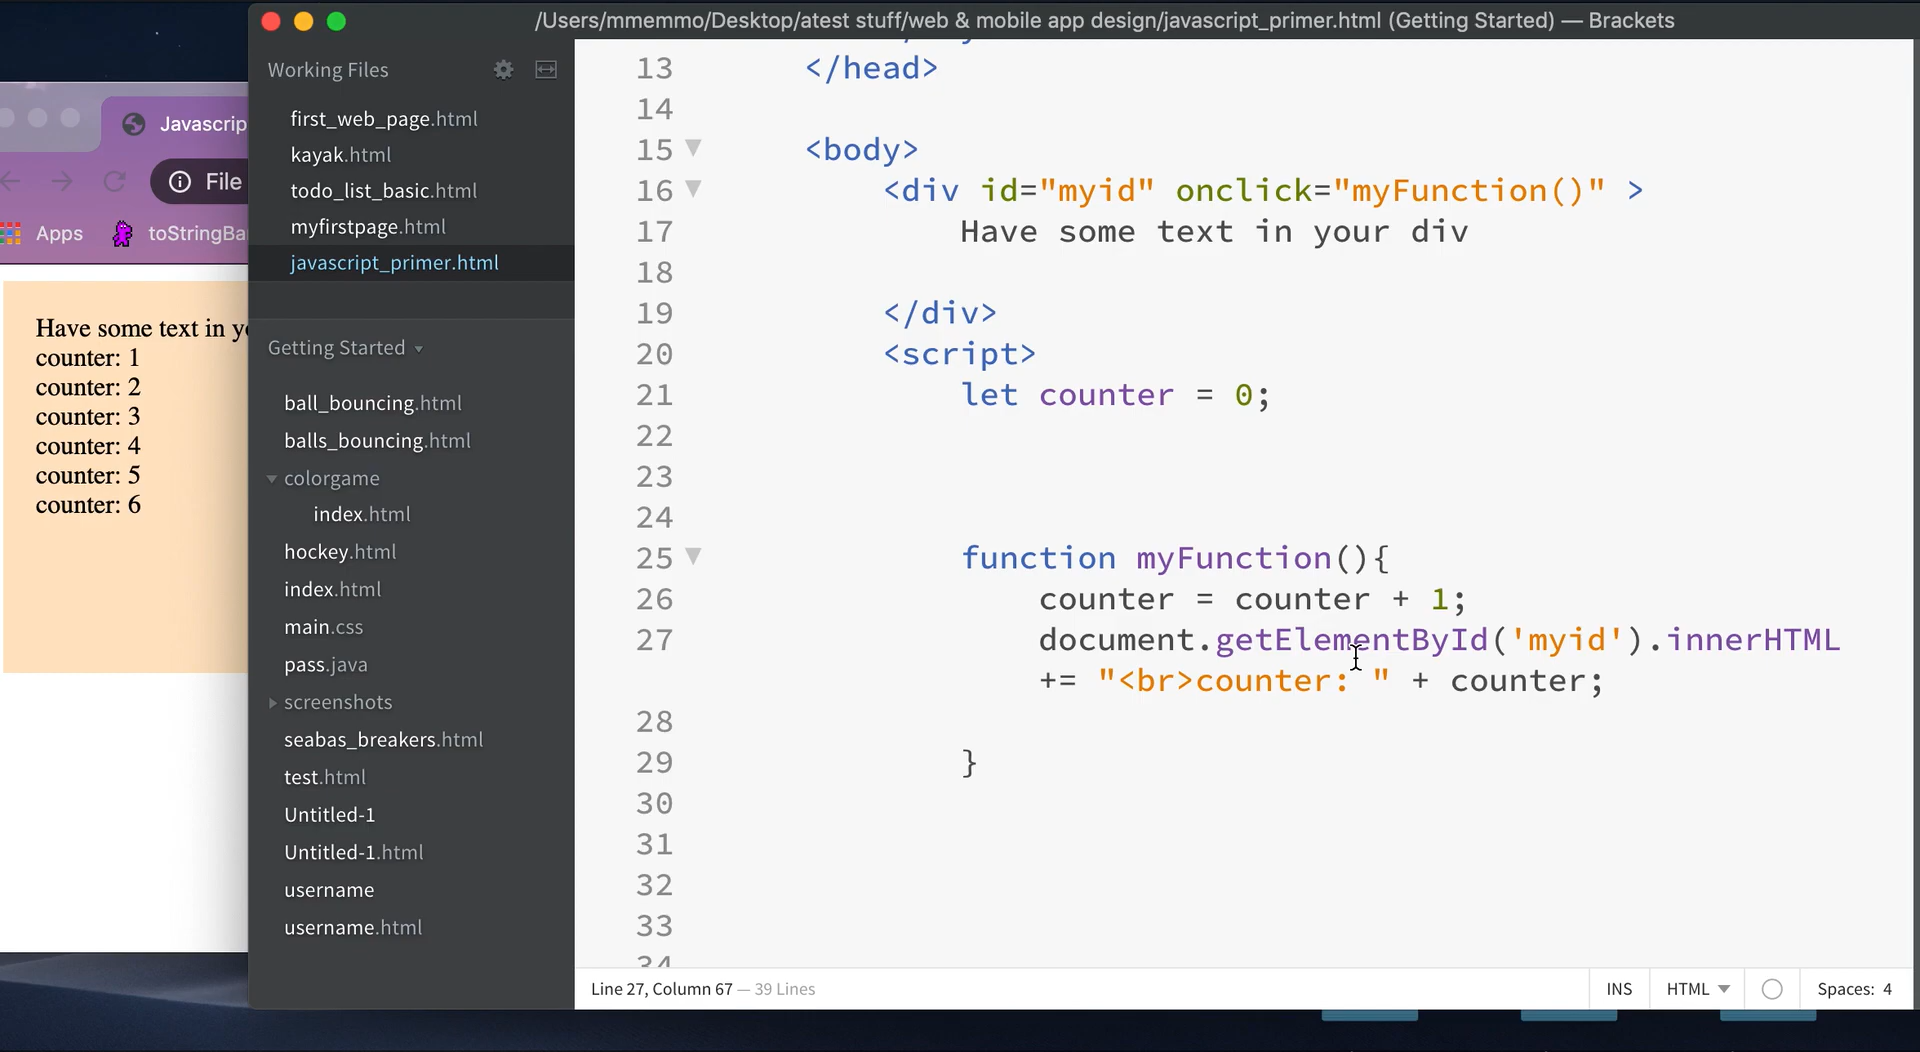 /Users/mmemmo/Desktop/atest stuff/web & mobile app design/javascript_primer.html (Getting Started) — Brackets
Javascrip
File
Apps
toStringBa
Have some text in yo
counter: 1
counter: 2
counter: 3
counter: 4
counter: 5
counter: 6
Working Files
first_web_page.html
kayak.html
todo_list_basic.html
myfirstpage.html
javascript_primer.html
Getting Started
ball_bouncing.html
balls_bouncing.html
colorgame
index.html
hockey.html
index.html
main.css
pass.java
screenshots
seabas_breakers.html
test.html
Untitled-1
Untitled-1.html
username
username.html
13 </head>
14
15 <body>
16 <div id="myid" onclick="myFunction()" >
17 Have some text in your div
18
19 </div>
20 <script>
21 let counter = 0;
22
23
24
25 function myFunction(){
26 counter = counter + 1;
27 document.getElementById('myid').innerHTML
+= "<br>counter: " + counter;
28
29 }
30
31
32
33
34
Line 27, Column 67 — 39 Lines
INS
HTML
Spaces: 4